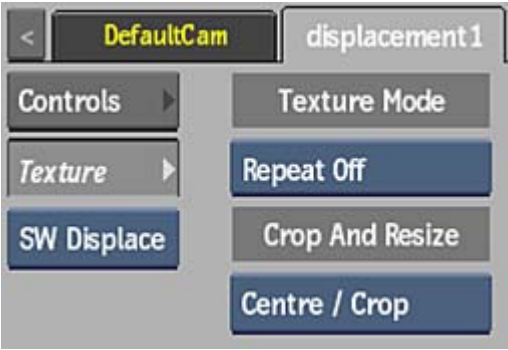 < DefaultCam displacement1
Controls Texture Mode
Texture Repeat Off
SW Displace Crop And Resize
Centre / Crop